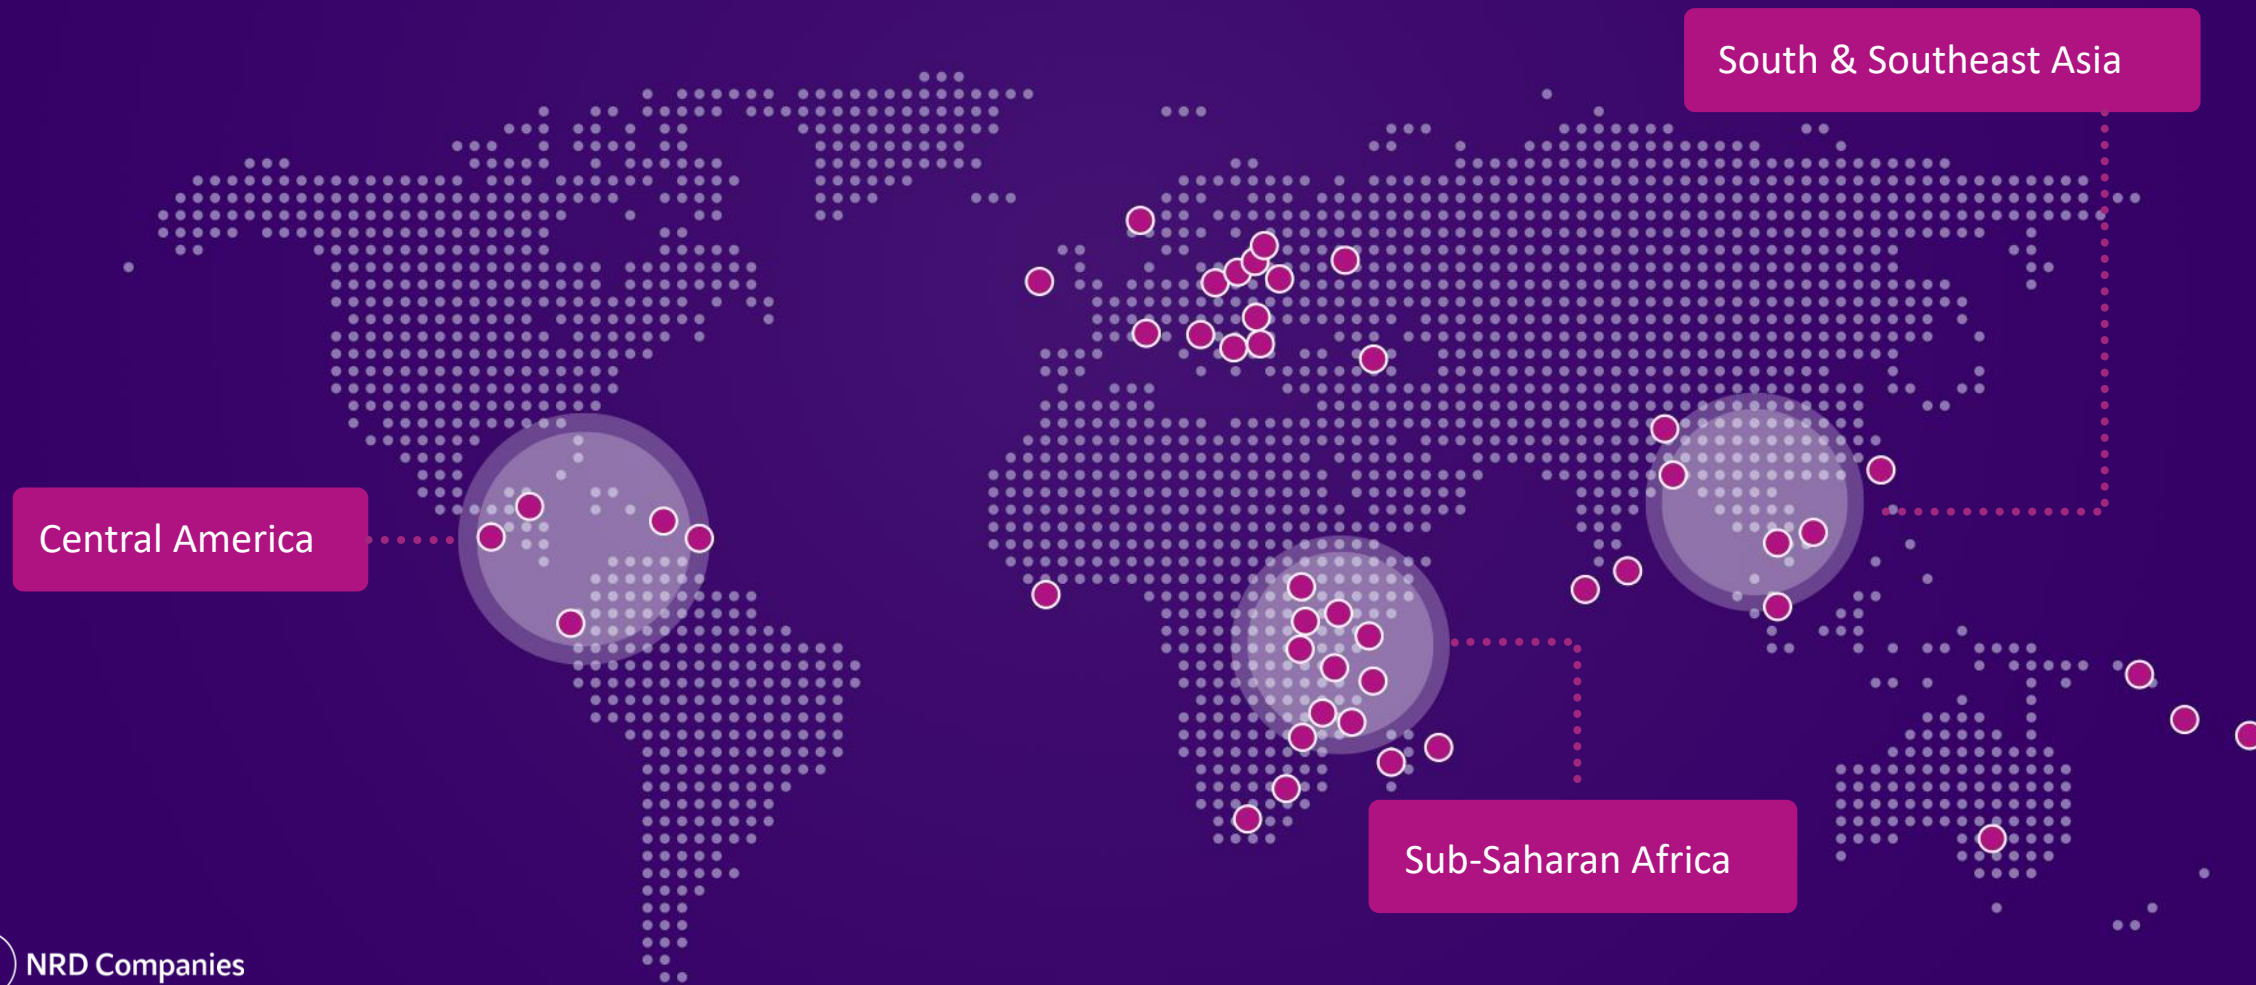 South & Southeast Asia
Central America
Sub-Saharan Africa
NRD Companies